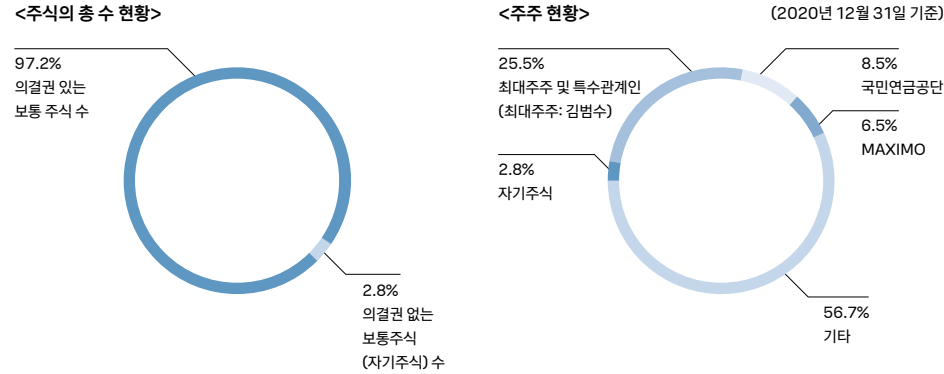 <주식의 총 수 현황>
97.2%
의결권 있는
보통 주식 수
2.8%
의결권 없는
보통주식
(자기주식) 수
<주주 현황>
(2020년 12월 31일 기준)
25.5%
최대주주 및 특수관계인
(최대주주: 김범수)
8.5%
국민연금공단
6.5%
MAXIMO
2.8%
자기주식
56.7%
기타